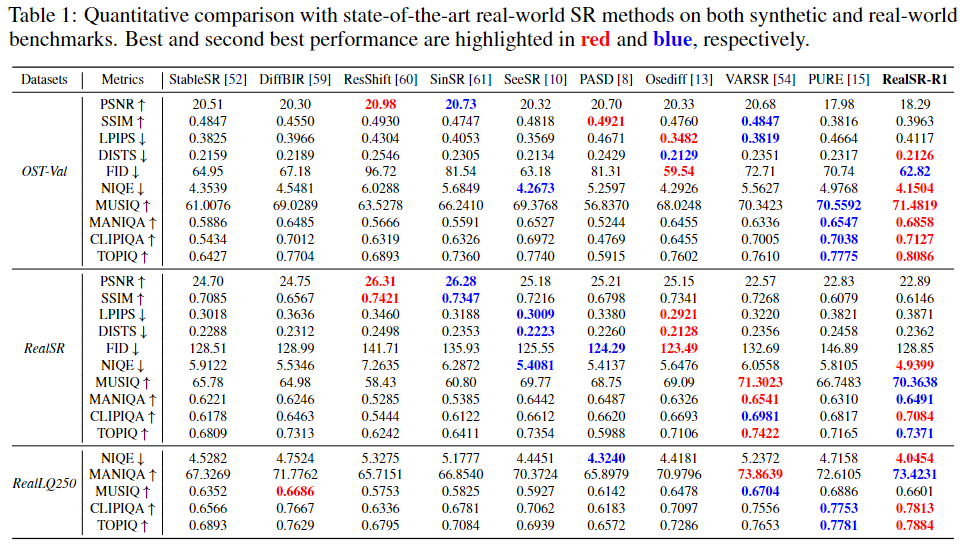 Table 1: Quantitative comparison with state-of-the-art real-world SR methods on both synthetic and real-world
benchmarks. Best and second best performance are highlighted in red and blue, respectively.
Datasets Metrics StableSR [52] DiffBIR [59] ResShift [60] SinSR [61] SeeSR [10] PASD [8] Osediff [13] VARSR [54] PURE [15] RealSR-R1
PSNR ↑ 20.51 20.30 20.98 20.73 20.32 20.70 20.33 20.68 17.98 18.29
SSIM ↑ 0.4847 0.4550 0.4930 0.4747 0.4818 0.4921 0.4760 0.4847 0.3816 0.3963
LPIPS ↓ 0.3825 0.3966 0.4304 0.4053 0.3569 0.4671 0.3482 0.3819 0.4664 0.4117
DISTS ↓ 0.2159 0.2189 0.2546 0.2305 0.2134 0.2429 0.2129 0.2351 0.2317 0.2126
OST-Val FID ↓ 64.95 67.18 96.72 81.54 63.18 81.31 59.54 72.71 70.74 62.82
NIQE ↓ 4.3539 4.5481 6.0288 5.6849 4.2673 5.2597 4.2926 5.5627 4.9768 4.1504
MUSIQ ↑ 61.0076 69.0289 63.5278 66.2410 69.3768 56.8370 68.0248 70.3423 70.5592 71.4819
MANIQA ↑ 0.5886 0.6485 0.5666 0.5591 0.6527 0.5244 0.6455 0.6336 0.6547 0.6858
CLIPIQA ↑ 0.5434 0.7012 0.6319 0.6326 0.6972 0.4769 0.6455 0.7005 0.7038 0.7127
TOPIQ ↑ 0.6427 0.7704 0.6893 0.7360 0.7740 0.5915 0.7602 0.7610 0.7775 0.8086
PSNR ↑ 24.70 24.75 26.31 26.28 25.18 25.21 25.15 22.57 22.83 22.89
SSIM ↑ 0.7085 0.6567 0.7421 0.7347 0.7216 0.6798 0.7341 0.7268 0.6079 0.6146
LPIPS ↓ 0.3018 0.3636 0.3460 0.3188 0.3009 0.3380 0.2921 0.3220 0.3821 0.3871
DISTS ↓ 0.2288 0.2312 0.2498 0.2353 0.2223 0.2260 0.2128 0.2356 0.2458 0.2362
RealSR FID ↓ 128.51 128.99 141.71 135.93 125.55 124.29 123.49 132.69 146.89 128.85
NIQE ↓ 5.9122 5.5346 7.2635 6.2872 5.4081 5.4137 5.6476 6.0558 5.8105 4.9399
MUSIQ ↑ 65.78 64.98 58.43 60.80 69.77 68.75 69.09 71.3023 66.7483 70.3638
MANIQA ↑ 0.6221 0.6246 0.5285 0.5385 0.6442 0.6487 0.6326 0.6541 0.6310 0.6491
CLIPIQA ↑ 0.6178 0.6463 0.5444 0.6122 0.6612 0.6620 0.6693 0.6981 0.6817 0.7084
TOPIQ ↑ 0.6809 0.7313 0.6242 0.6411 0.7354 0.5988 0.7106 0.7422 0.7165 0.7371
NIQE ↓ 4.5282 4.7524 5.3275 5.1777 4.4451 4.3240 4.4181 5.2372 4.7158 4.0454
MANIQA ↑ 67.3269 71.7762 65.7151 66.8540 70.3724 65.8979 70.9796 73.8639 72.6105 73.4231
RealLQ250 MUSIQ ↑ 0.6352 0.6686 0.5753 0.5825 0.5927 0.6142 0.6478 0.6704 0.6886 0.6601
CLIPIQA ↑ 0.6566 0.7667 0.6336 0.6781 0.7062 0.6183 0.7097 0.7556 0.7753 0.7813
TOPIQ ↑ 0.6893 0.7629 0.6795 0.7084 0.6939 0.6572 0.7286 0.7653 0.7781 0.7884